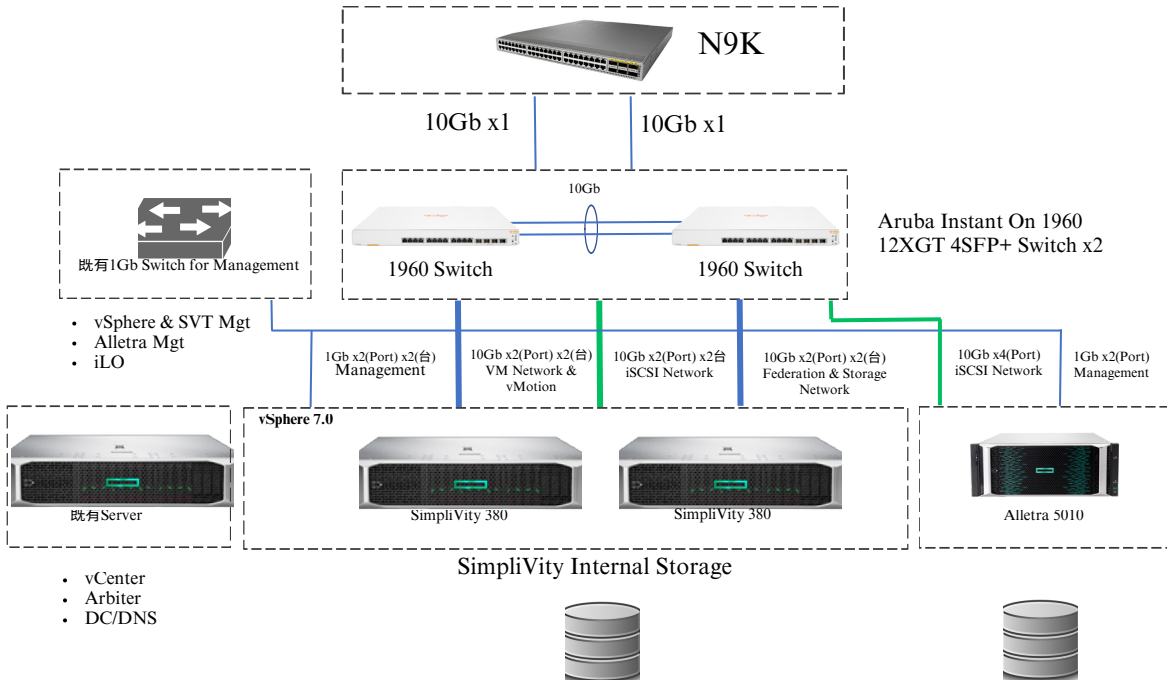 N9K
10Gb x1
10Gb x1
10Gb
既有1Gb Switch for Management
1960 Switch
1960 Switch
Aruba Instant On 1960
12XGT 4SFP+ Switch x2
• vSphere & SVT Mgt
• Alletra Mgt
• iLO
1Gb x2(Port) x2(台)
Management
10Gb x2(Port) x2(台)
VM Network &
vMotion
10Gb x2(Port) x2台
iSCSI Network
10Gb x2(Port) x2(台)
Federation & Storage
Network
10Gb x4(Port)
iSCSI Network
1Gb x2(Port)
Management
vSphere 7.0
既有Server
SimpliVity 380
SimpliVity 380
Alletra 5010
SimpliVity Internal Storage
• vCenter
• Arbiter
• DC/DNS